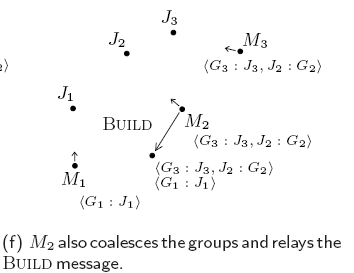 J3
J2
M3
2⟩
⟨G3 : J3, J2 : G2⟩
J1
BUILD
M2
⟨G3 : J3, J2 : G2⟩
⟨G3 : J3, J2 : G2⟩
M1
⟨G1 : J1⟩
⟨G1 : J1⟩
(f) M2 also coalesces the groups and relays the
BUILD message.